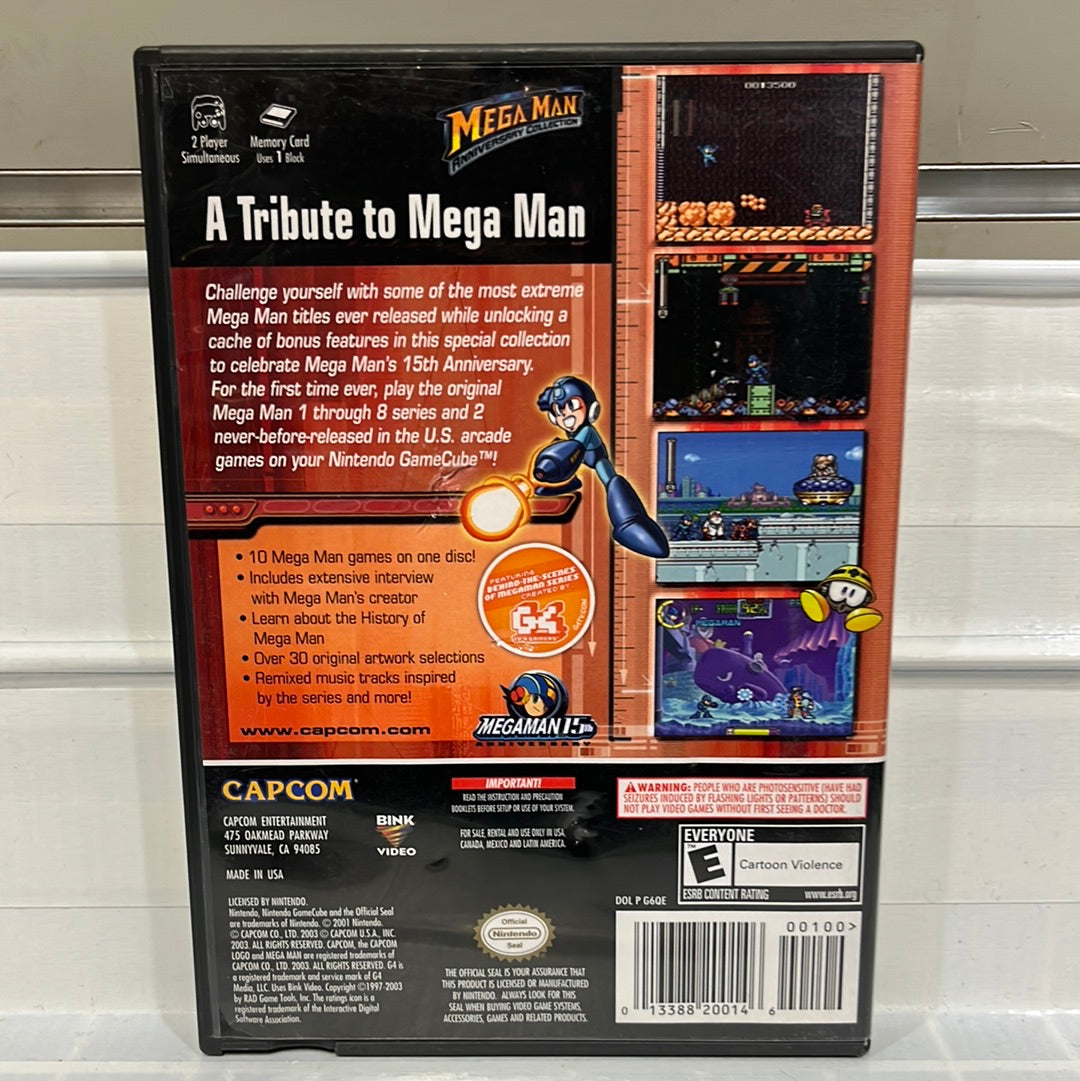 2 Player
Simultaneous
Memory Card
Uses 1 Block
MEGA MAN
ANNIVERSARY COLLECTION
A Tribute to Mega Man
Challenge yourself with some of the most extreme
Mega Man titles ever released while unlocking a
cache of bonus features in this special collection
to celebrate Mega Man's 15th Anniversary.
For the first time ever, play the original
Mega Man 1 through 8 series and 2
never-before-released in the U.S. arcade
games on your Nintendo GameCube™!
• 10 Mega Man games on one disc!
• Includes extensive interview
with Mega Man's creator
• Learn about the History of
Mega Man
• Over 30 original artwork selections
• Remixed music tracks inspired
by the series and more!
www.capcom.com
FEATURING
BEHIND-THE-SCENES
OF MEGAMAN SERIES
CREATED BY
G4
G4TV.COM
MEGAMAN 15th
ANNIVERSARY
0013500
MEGAMAN
CAPCOM
CAPCOM ENTERTAINMENT
475 OAKMEAD PARKWAY
SUNNYVALE, CA 94085
MADE IN USA
BINK
VIDEO
IMPORTANT!
READ THE INSTRUCTION AND PRECAUTION
BOOKLETS BEFORE SETUP OR USE OF YOUR SYSTEM.
FOR SALE, RENTAL AND USE ONLY IN USA,
CANADA, MEXICO AND LATIN AMERICA.
WARNING: PEOPLE WHO ARE PHOTOSENSITIVE (HAVE HAD
SEIZURES INDUCED BY FLASHING LIGHTS OR PATTERNS) SHOULD
NOT PLAY VIDEO GAMES WITHOUT FIRST SEEING A DOCTOR.
EVERYONE
E™
Cartoon Violence
ESRB CONTENT RATING www.esrb.org
DOL P G6QE
LICENSED BY NINTENDO.
Nintendo, Nintendo GameCube and the Official Seal
are trademarks of Nintendo. © 2001 Nintendo.
© CAPCOM CO., LTD. 2003 © CAPCOM U.S.A., INC.
2003. ALL RIGHTS RESERVED. CAPCOM, the CAPCOM
LOGO and MEGA MAN are registered trademarks of
CAPCOM CO., LTD. 2003. ALL RIGHTS RESERVED. G4 is
a registered trademark and service mark of G4
Media, LLC. Uses Bink Video. Copyright ©1997-2003
by RAD Game Tools, Inc. The ratings icon is a
registered trademark of the Interactive Digital
Software Association.
Official
Nintendo
Seal
THE OFFICIAL SEAL IS YOUR ASSURANCE THAT
THIS PRODUCT IS LICENSED OR MANUFACTURED
BY NINTENDO. ALWAYS LOOK FOR THIS
SEAL WHEN BUYING VIDEO GAME SYSTEMS,
ACCESSORIES, GAMES AND RELATED PRODUCTS.
00100>
0 13388 20014 6